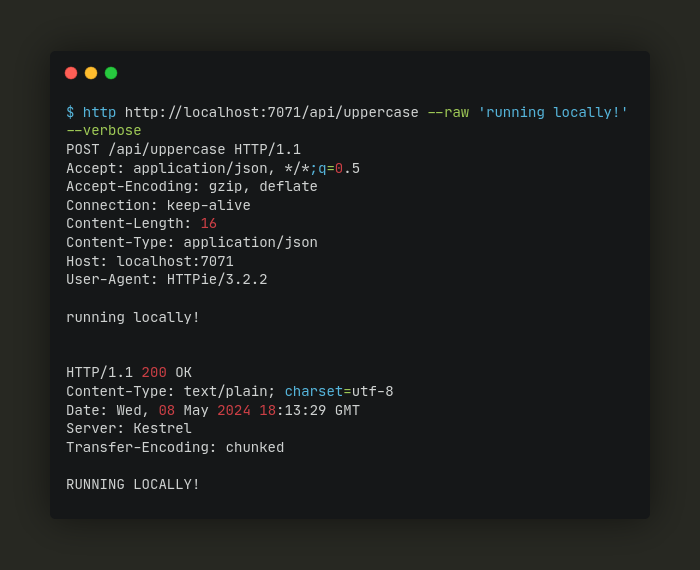 $ http http://localhost:7071/api/uppercase --raw 'running locally!'
--verbose
POST /api/uppercase HTTP/1.1
Accept: application/json, */*;q=0.5
Accept-Encoding: gzip, deflate
Connection: keep-alive
Content-Length: 16
Content-Type: application/json
Host: localhost:7071
User-Agent: HTTPie/3.2.2
running locally!
HTTP/1.1 200 OK
Content-Type: text/plain; charset=utf-8
Date: Wed, 08 May 2024 18:13:29 GMT
Server: Kestrel
Transfer-Encoding: chunked
RUNNING LOCALLY!